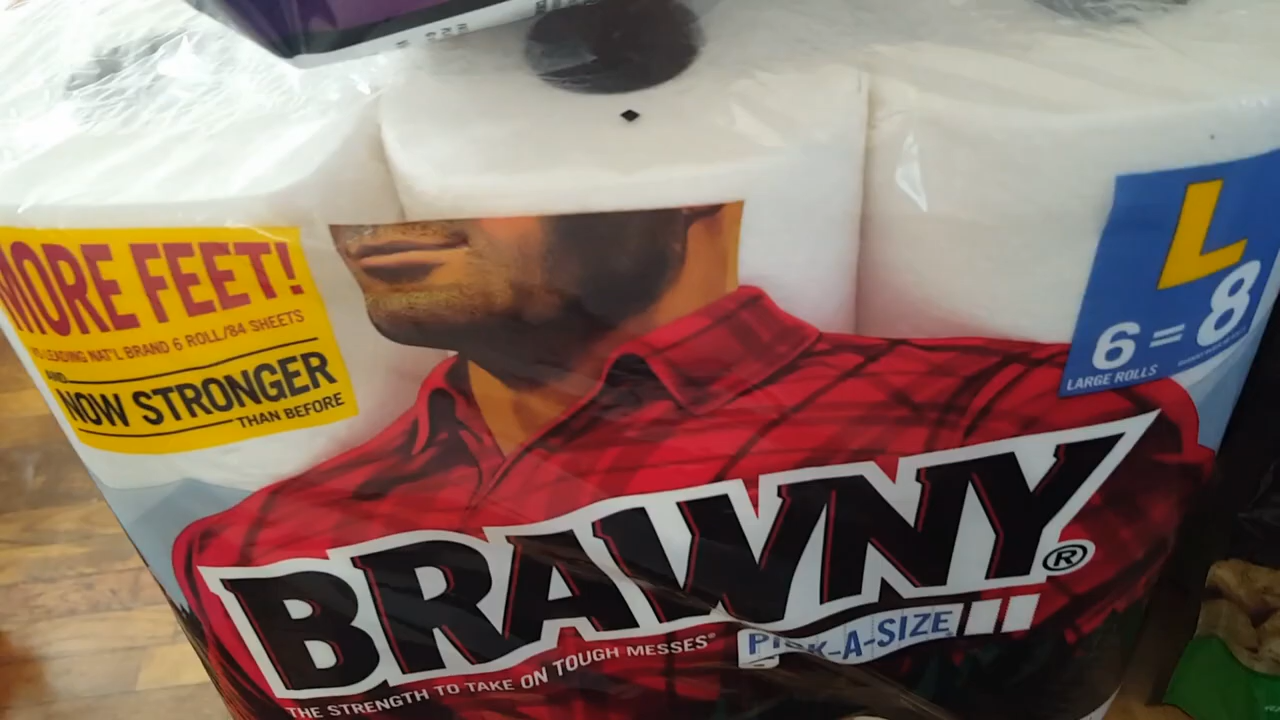 MORE FEET!
VS LEADING NAT'L BRAND 6 ROLL/84 SHEETS
AND
NOW STRONGER
THAN BEFORE
L
6 = 8
LARGE ROLLS
BRAWNY®
PICK-A-SIZE
THE STRENGTH TO TAKE ON TOUGH MESSES®